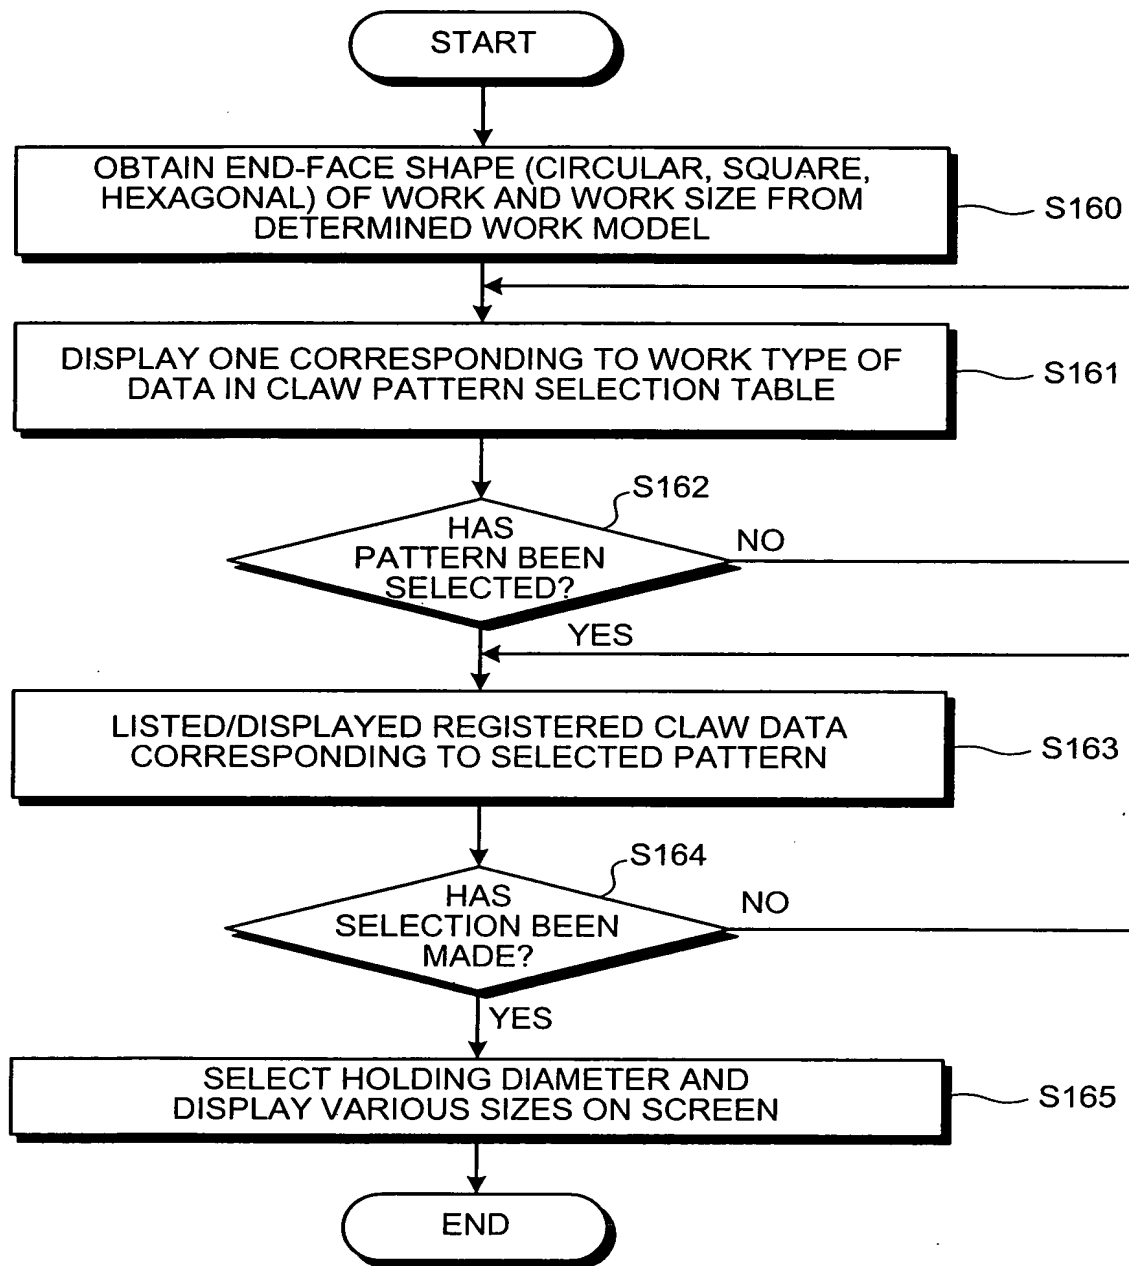 START
OBTAIN END-FACE SHAPE (CIRCULAR, SQUARE,
HEXAGONAL) OF WORK AND WORK SIZE FROM
DETERMINED WORK MODEL
S160
DISPLAY ONE CORRESPONDING TO WORK TYPE OF
DATA IN CLAW PATTERN SELECTION TABLE
S161
S162
HAS
PATTERN BEEN
SELECTED?
NO
YES
LISTED/DISPLAYED REGISTERED CLAW DATA
CORRESPONDING TO SELECTED PATTERN
S163
S164
HAS
SELECTION BEEN
MADE?
NO
YES
SELECT HOLDING DIAMETER AND
DISPLAY VARIOUS SIZES ON SCREEN
S165
END